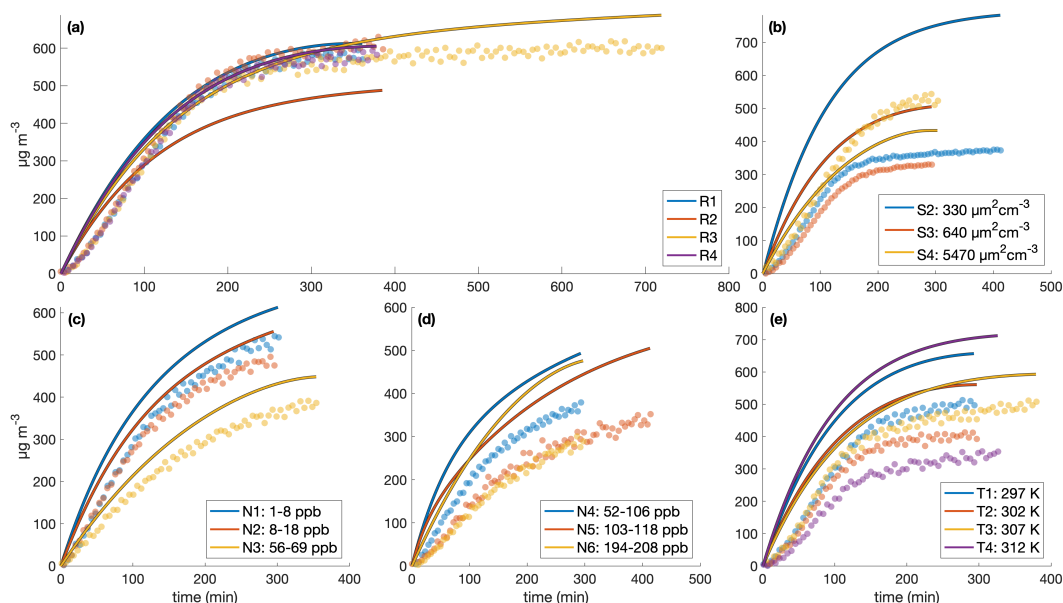 (a)
600
500
400
300
200
100
0
µg m-3
0 100 200 300 400 500 600 700 800
R1
R2
R3
R4
(b)
700
600
500
400
300
200
100
0
0 100 200 300 400 500
S2: 330 µm2cm-3
S3: 640 µm2cm-3
S4: 5470 µm2cm-3
(c)
600
500
400
300
200
100
0
µg m-3
0 100 200 300 400
time (min)
N1: 1-8 ppb
N2: 8-18 ppb
N3: 56-69 ppb
(d)
600
500
400
300
200
100
0
0 100 200 300 400 500
time (min)
N4: 52-106 ppb
N5: 103-118 ppb
N6: 194-208 ppb
(e)
800
700
600
500
400
300
200
100
0
0 100 200 300 400
time (min)
T1: 297 K
T2: 302 K
T3: 307 K
T4: 312 K